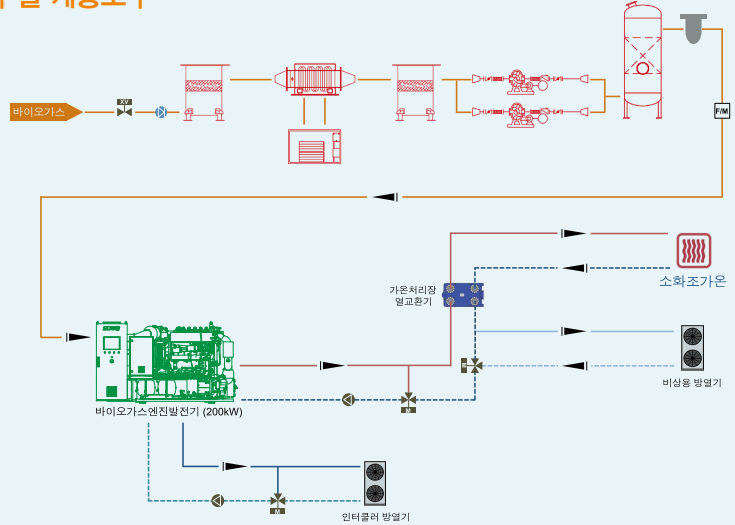 바이오가스
XV
F/M
가온처리장
열교환기
소화조가온
비상용 방열기
바이오가스엔진발전기 (200kW)
M
M
인터쿨러 방열기